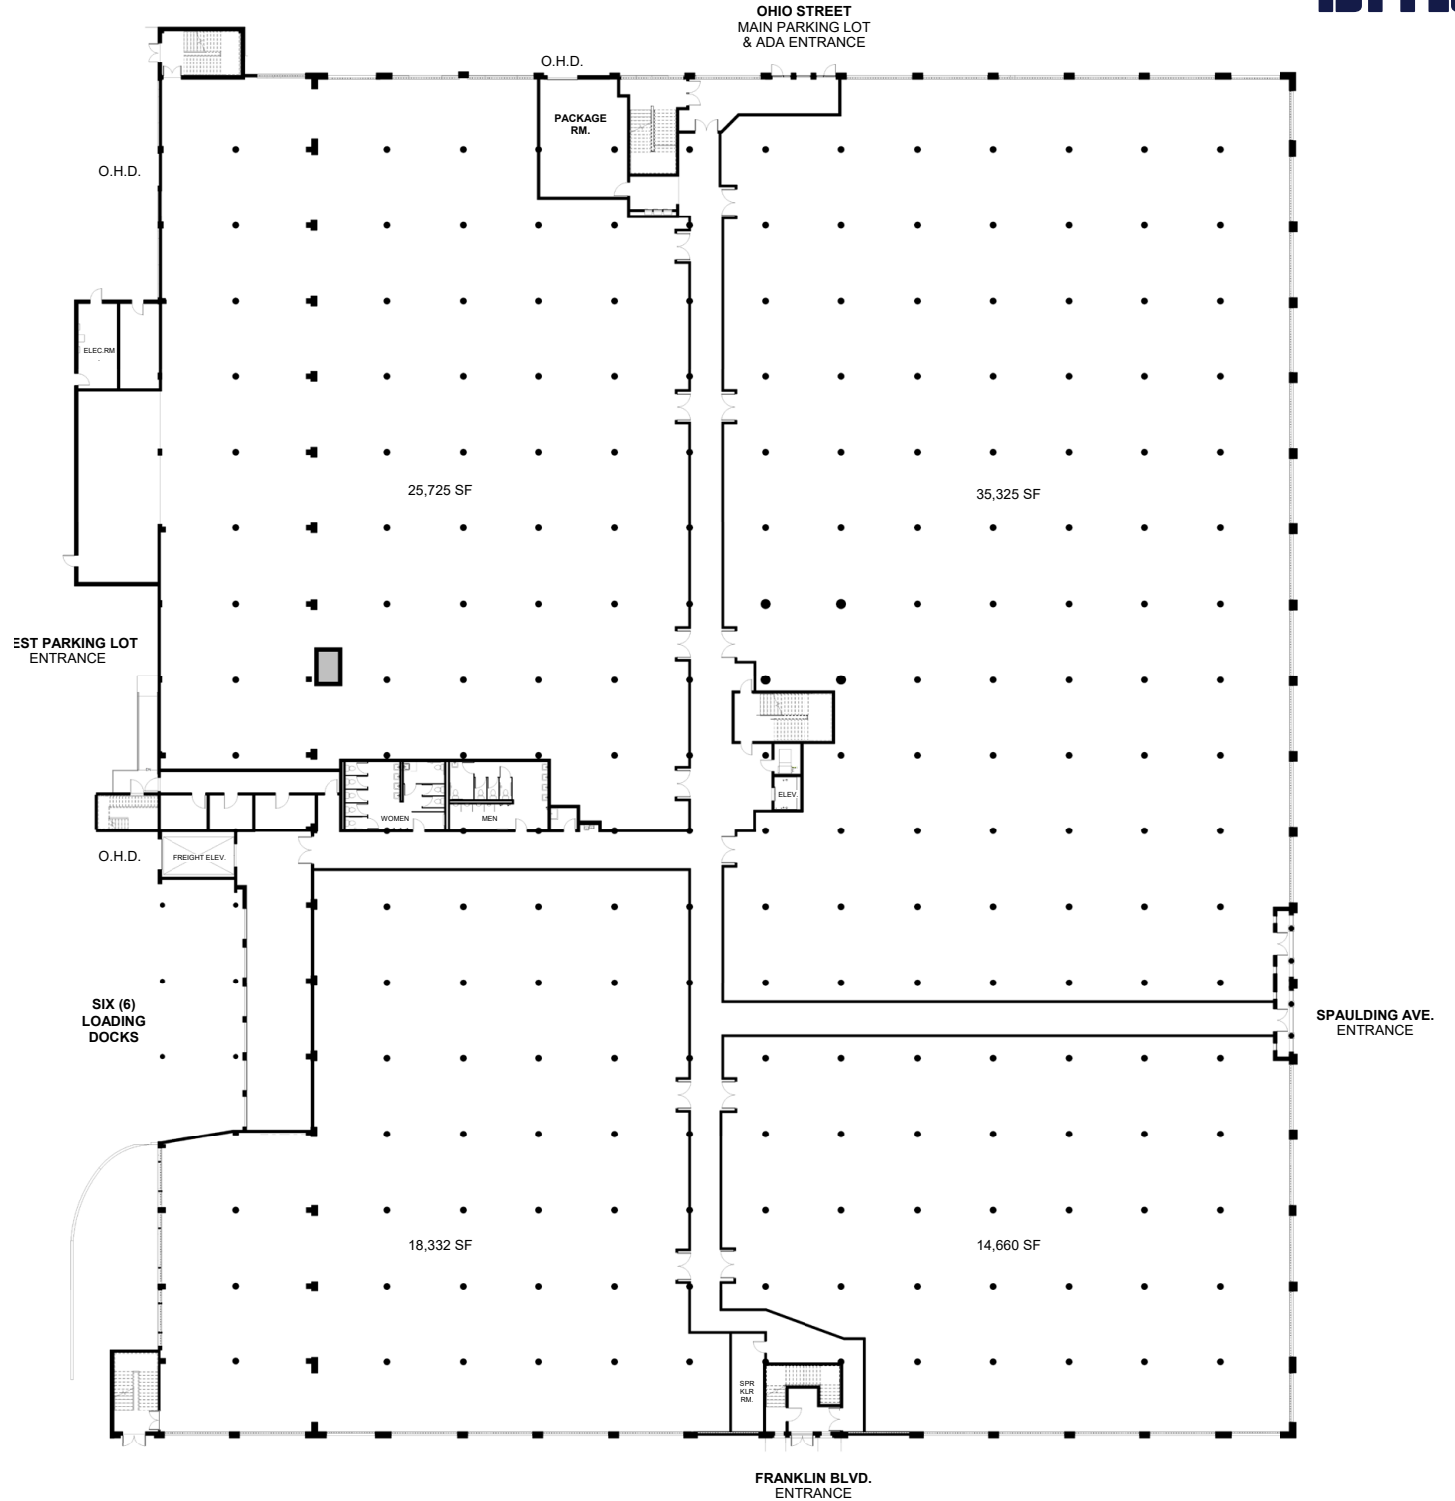 OHIO STREET
MAIN PARKING LOT
& ADA ENTRANCE
O.H.D.
PACKAGE
RM.
O.H.D.
ELEC.RM
25,725 SF
35,325 SF
EST PARKING LOT
ENTRANCE
ELEV.
WOMEN
MEN
O.H.D.
FREIGHT ELEV.
SIX (6)
LOADING
DOCKS
SPAULDING AVE.
ENTRANCE
18,332 SF
14,660 SF
SPR
KLR
RM.
FRANKLIN BLVD.
ENTRANCE